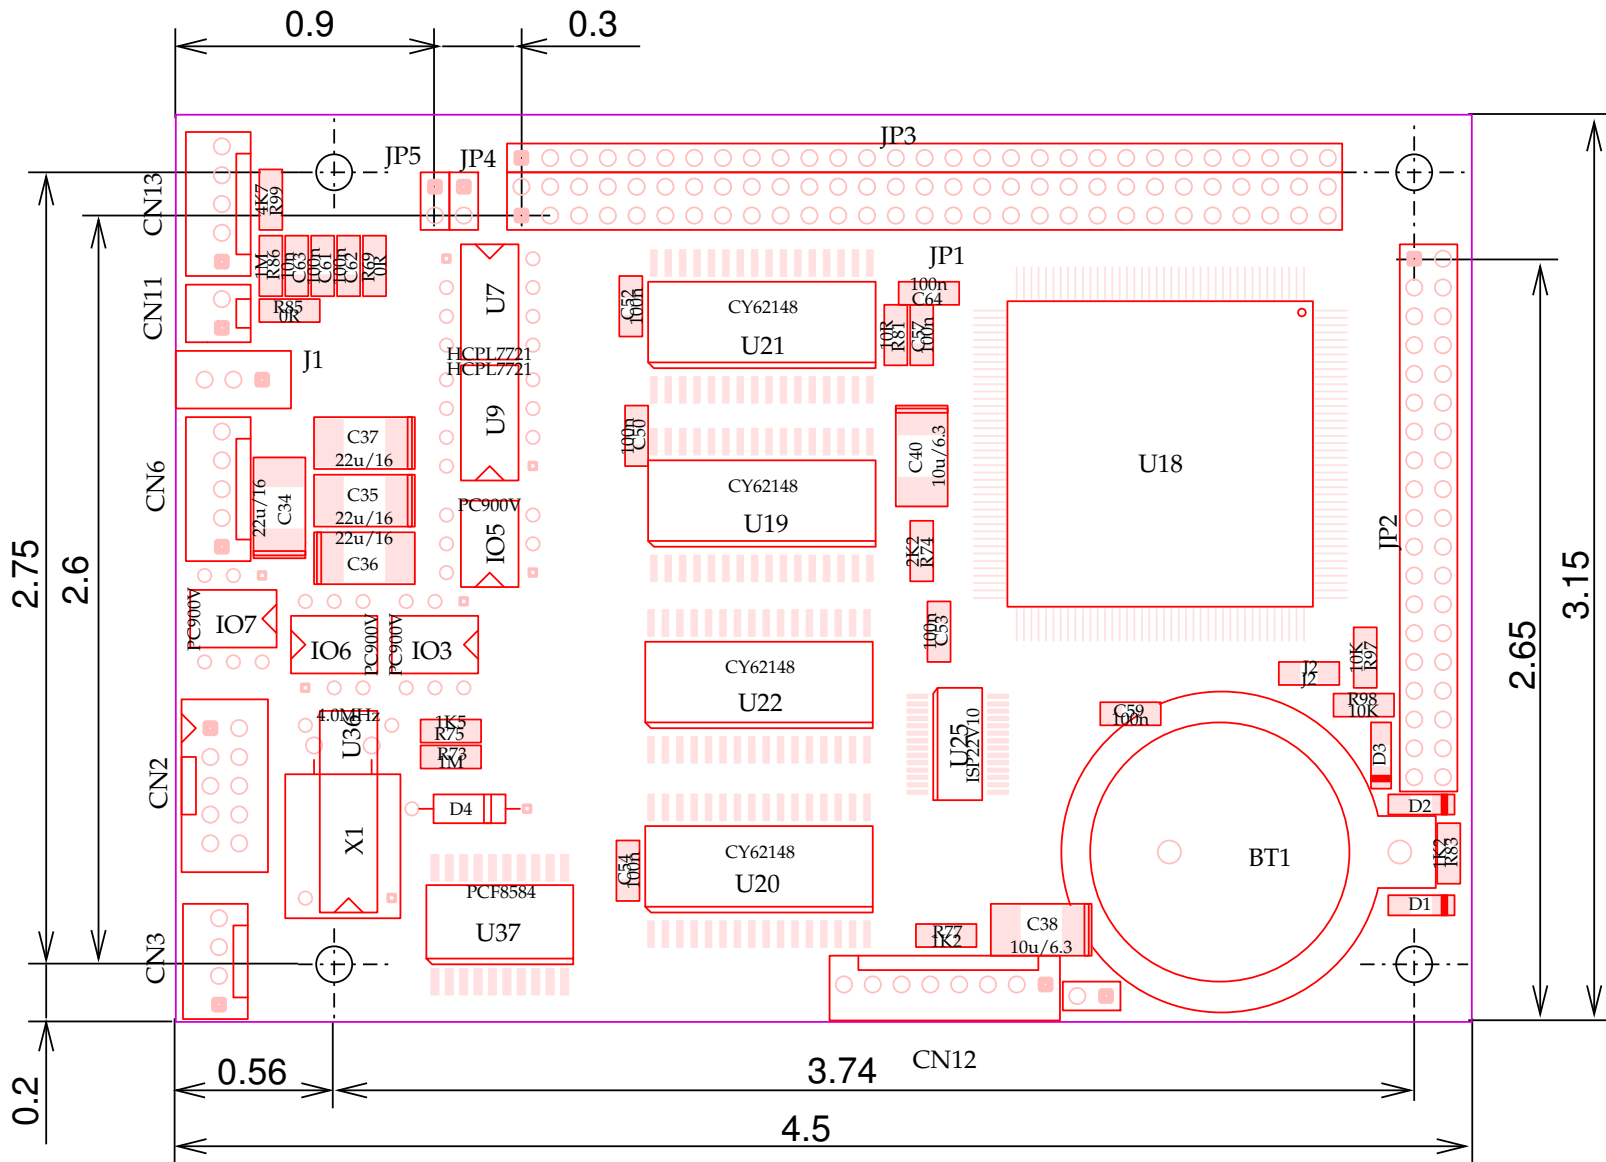 0.9
0.3
JP3
JP5
JP4
CN13
4K7
R99
1M
R86
10n
C63
100n
C61
100n
C62
R69
0R
JP1
CN11
R85
0R
U7
HCPL7721
C52
100n
CY62148
U21
100n
C64
10R
R81
C57
100n
J1
HCPL7721
U9
C37
22u/16
CN6
22u/16
C34
C35
22u/16
22u/16
C36
100n
C50
CY62148
U19
C40
10u/6.3
U18
PC900V
IO5
2K2
R74
JP2
2.75
2.6
2.65
3.15
PC900V
IO7
IO6
PC900V
PC900V
IO3
100n
C53
CY62148
U22
10K
R97
J2
J2
R98
10K
4.0MHz
U36
1K5
R75
R73
1M
C59
100n
U25
ISP22V10
D3
CN2
X1
D4
D2
C54
100n
CY62148
U20
BT1
1K2
R83
PCF8584
U37
D1
CN3
R77
1K2
C38
10u/6.3
CN12
0.2
0.56
3.74
4.5